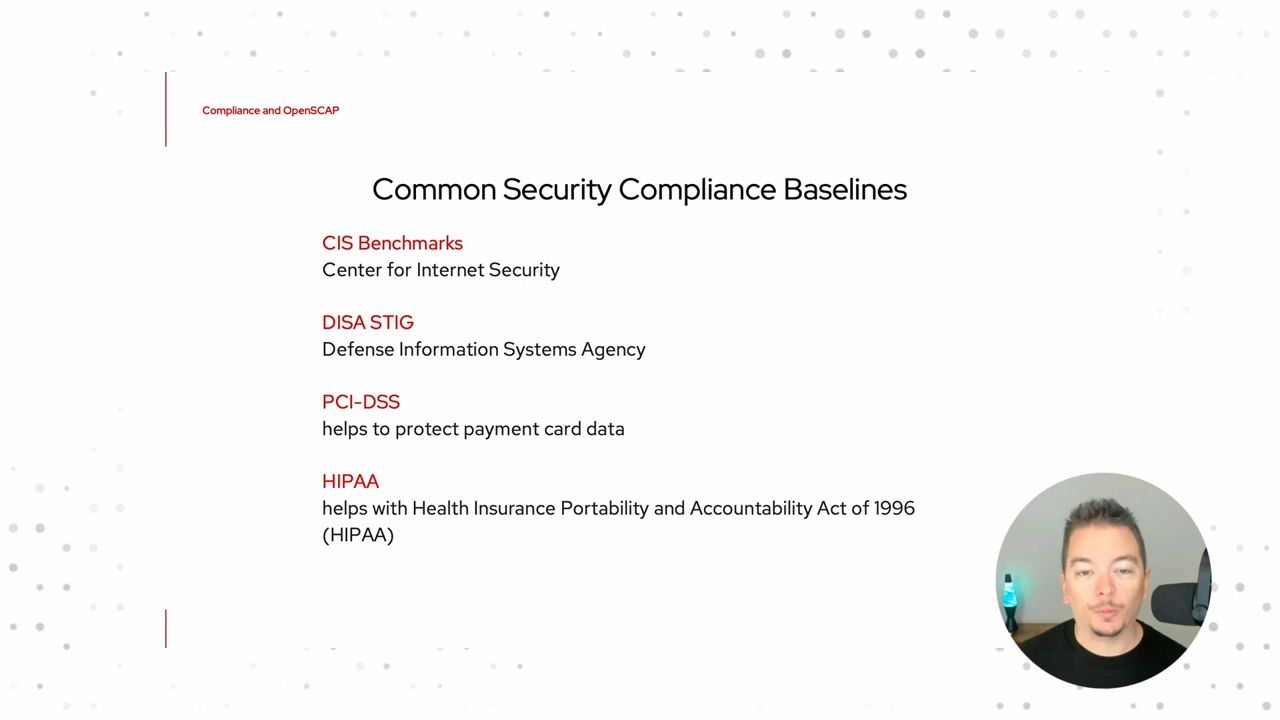 Compliance and OpenSCAP
Common Security Compliance Baselines
CIS Benchmarks
Center for Internet Security
DISA STIG
Defense Information Systems Agency
PCI-DSS
helps to protect payment card data
HIPAA
helps with Health Insurance Portability and Accountability Act of 1996
(HIPAA)